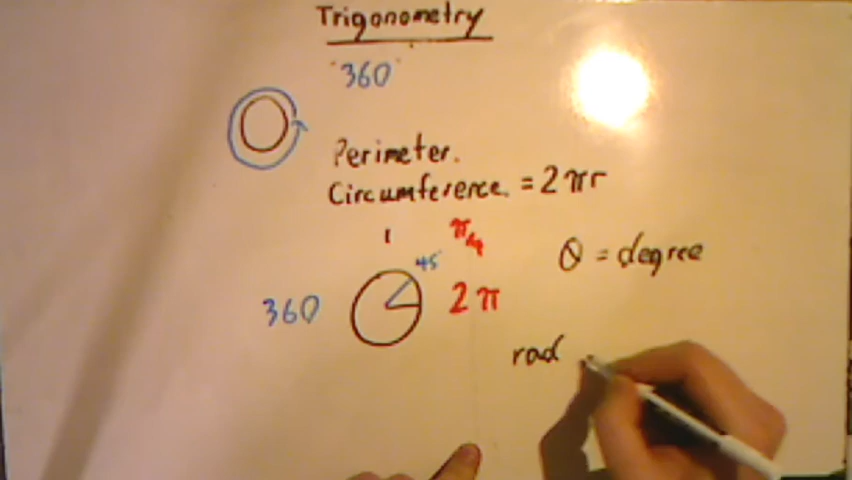 Trigonometry
360
Perimeter.
Circumference. = 2πr
1
π/4
45
θ = degree
360
2π
rad